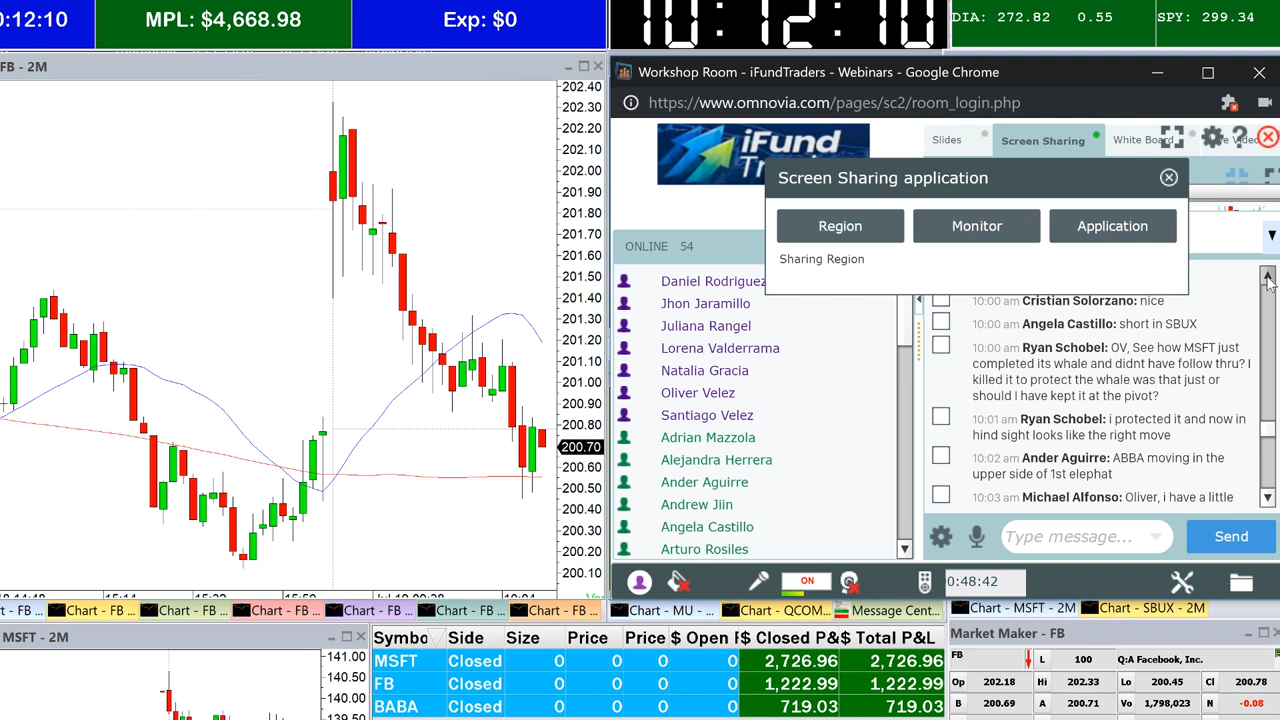 0:12:10
MPL: $4,668.98
Exp: $0
10:12:10
DIA: 272.82 0.55
SPY: 299.34
FB - 2M
Workshop Room - iFundTraders - Webinars - Google Chrome
https://www.omnovia.com/pages/sc2/room_login.php
iFund
Slides
Screen Sharing
White Board
Video
Screen Sharing application
Region
Monitor
Application
Sharing Region
ONLINE 54
Daniel Rodriguez
Jhon Jaramillo
Juliana Rangel
Lorena Valderrama
Natalia Gracia
Oliver Velez
Santiago Velez
Adrian Mazzola
Alejandra Herrera
Ander Aguirre
Andrew Jiin
Angela Castillo
Arturo Rosiles
10:00 am Cristian Solorzano: nice
10:00 am Angela Castillo: short in SBUX
10:00 am Ryan Schobel: OV, See how MSFT just
completed its whale and didnt have follow thru? I
killed it to protect the whale was that just or
should I have kept it at the pivot?
10:01 am Ryan Schobel: i protected it and now in
hind sight looks like the right move
10:02 am Ander Aguirre: ABBA moving in the
upper side of 1st elephat
10:03 am Michael Alfonso: Oliver, i have a little
Type message...
Send
ON
0:48:42
202.40
202.30
202.20
202.10
202.00
201.90
201.80
201.70
201.60
201.50
201.40
201.30
201.20
201.10
201.00
200.90
200.80
200.70
200.60
200.50
200.40
200.30
200.20
200.10
15:50
10:04
rt - FB ...
Chart - FB ...
Chart - FB ...
Chart - FB ...
Chart - FB ...
Chart - FB ...
Chart - FB ...
Chart - MU - ...
Chart - QCOM...
Message Cent...
Chart - MSFT - 2M
Chart - SBUX - 2M
MSFT - 2M
141.00
140.50
140.00
139.50
Symbo Side Size Price Price $ Open $ Closed P& $ Total P&L
MSFT Closed 0 0 0 0 2,726.96 2,726.96
FB Closed 0 0 0 0 1,222.99 1,222.99
BABA Closed 0 0 0 0 719.03 719.03
Market Maker - FB
FB L 100 Q:A Facebook, Inc.
Op 202.18 Hi 202.33 Lo 200.45 Cl 200.78
B 200.69 A 200.71 Vo 1,798,023 N -0.08